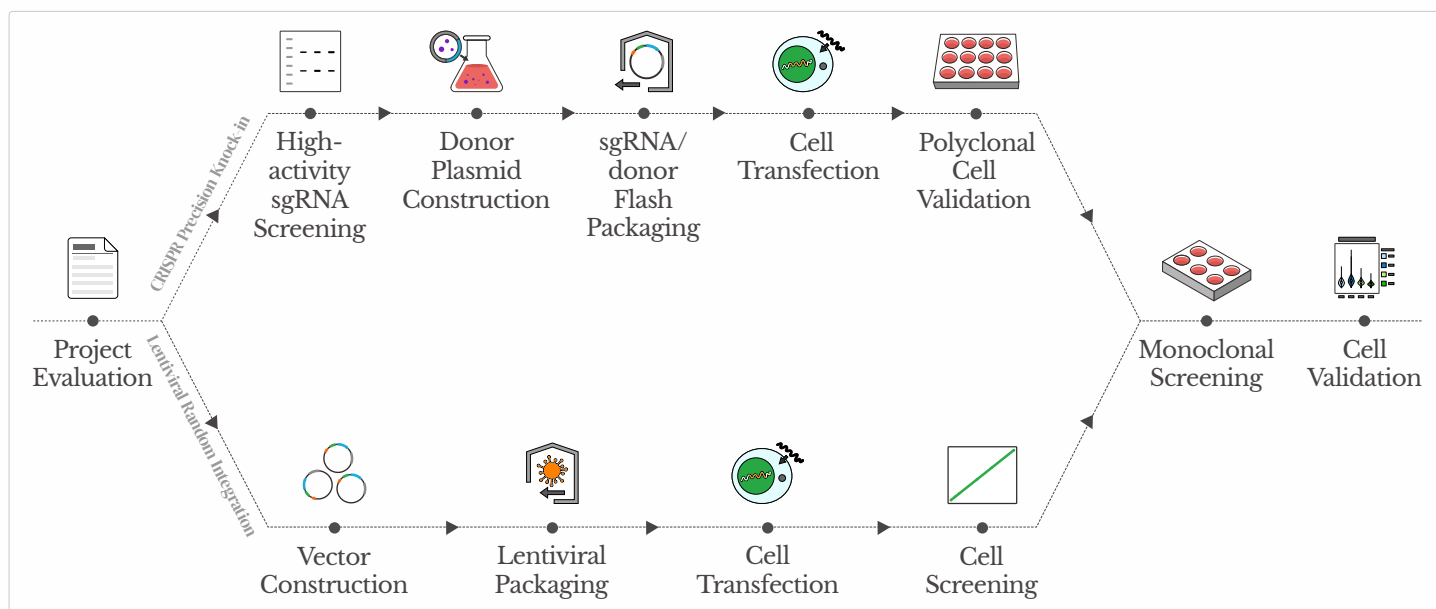 High-
activity
sgRNA
Screening
Donor
Plasmid
Construction
sgRNA/
donor
Flash
Packaging
Cell
Transfection
Polyclonal
Cell
Validation
CRISPR Precision Knock-in
Project
Evaluation
Lentiviral Random Integration
Monoclonal
Screening
Cell
Validation
Vector
Construction
Lentiviral
Packaging
Cell
Transfection
Cell
Screening